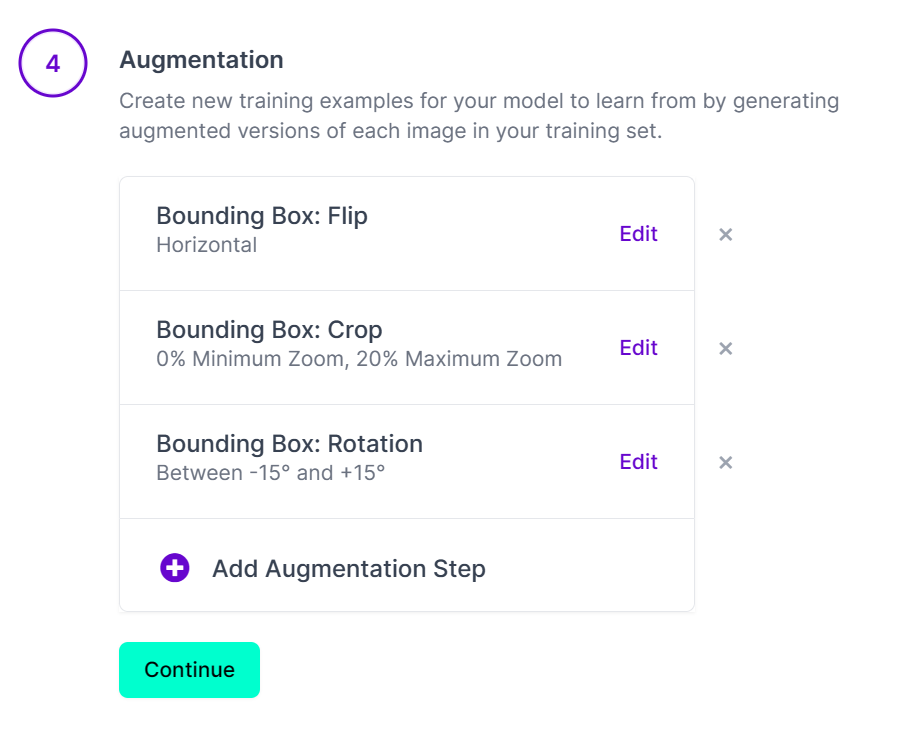 4
Augmentation
Create new training examples for your model to learn from by generating
augmented versions of each image in your training set.
Bounding Box: Flip
Horizontal
Edit
×
Bounding Box: Crop
0% Minimum Zoom, 20% Maximum Zoom
Edit
×
Bounding Box: Rotation
Between -15° and +15°
Edit
×
Add Augmentation Step
Continue